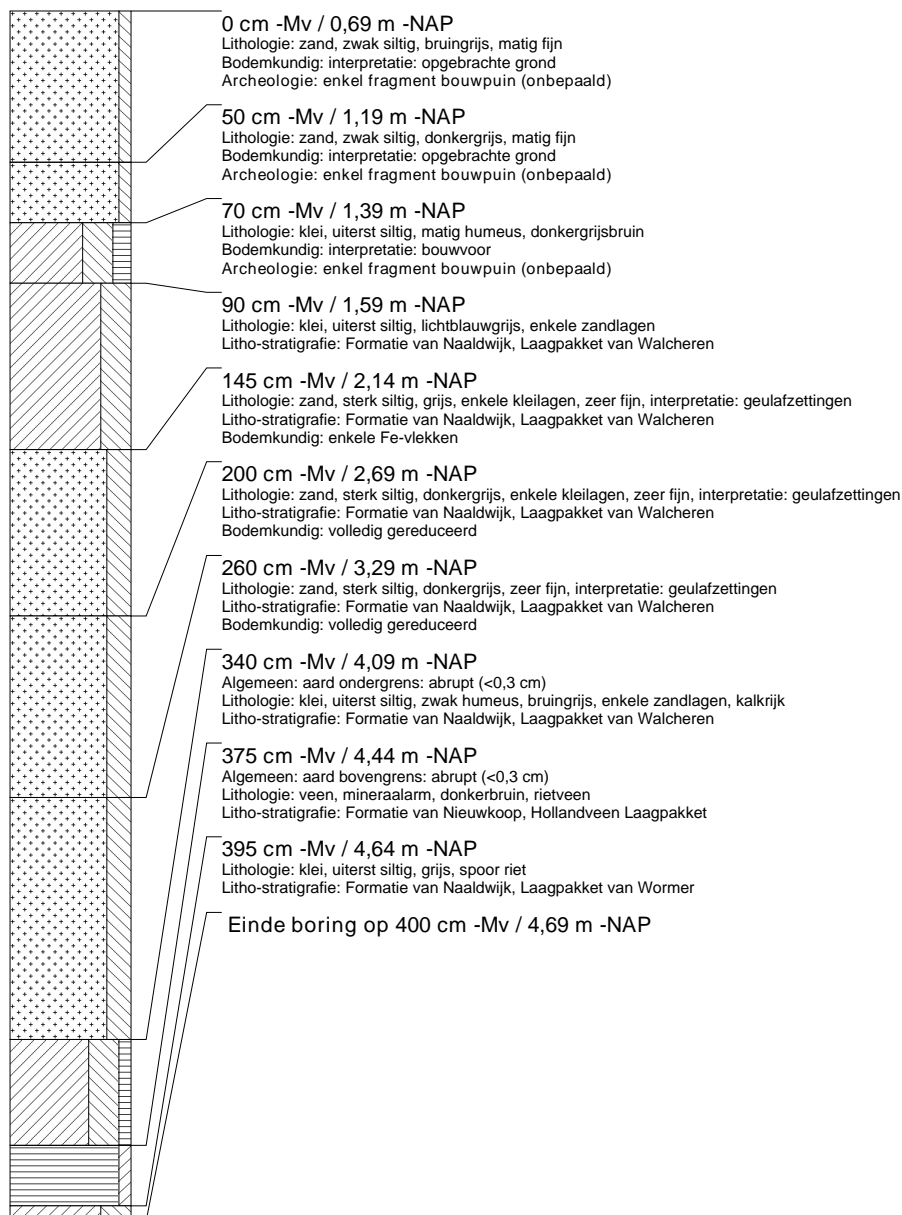 0 cm -Mv / 0,69 m -NAP
Lithologie: zand, zwak siltig, bruingrijs, matig fijn
Bodemkundig: interpretatie: opgebrachte grond
Archeologie: enkel fragment bouwpuin (onbepaald)
50 cm -Mv / 1,19 m -NAP
Lithologie: zand, zwak siltig, donkergrijs, matig fijn
Bodemkundig: interpretatie: opgebrachte grond
Archeologie: enkel fragment bouwpuin (onbepaald)
70 cm -Mv / 1,39 m -NAP
Lithologie: klei, uiterst siltig, matig humeus, donkergrijsbruin
Bodemkundig: interpretatie: bouwvoor
Archeologie: enkel fragment bouwpuin (onbepaald)
90 cm -Mv / 1,59 m -NAP
Lithologie: klei, uiterst siltig, lichtblauwgrijs, enkele zandlagen
Litho-stratigrafie: Formatie van Naaldwijk, Laagpakket van Walcheren
145 cm -Mv / 2,14 m -NAP
Lithologie: zand, sterk siltig, grijs, enkele kleilagen, zeer fijn, interpretatie: geulafzettingen
Litho-stratigrafie: Formatie van Naaldwijk, Laagpakket van Walcheren
Bodemkundig: enkele Fe-vlekken
200 cm -Mv / 2,69 m -NAP
Lithologie: zand, sterk siltig, donkergrijs, enkele kleilagen, zeer fijn, interpretatie: geulafzettingen
Litho-stratigrafie: Formatie van Naaldwijk, Laagpakket van Walcheren
Bodemkundig: volledig gereduceerd
260 cm -Mv / 3,29 m -NAP
Lithologie: zand, sterk siltig, donkergrijs, zeer fijn, interpretatie: geulafzettingen
Litho-stratigrafie: Formatie van Naaldwijk, Laagpakket van Walcheren
Bodemkundig: volledig gereduceerd
340 cm -Mv / 4,09 m -NAP
Algemeen: aard ondergrens: abrupt (<0,3 cm)
Lithologie: klei, uiterst siltig, zwak humeus, bruingrijs, enkele zandlagen, kalkrijk
Litho-stratigrafie: Formatie van Naaldwijk, Laagpakket van Walcheren
375 cm -Mv / 4,44 m -NAP
Algemeen: aard bovengrens: abrupt (<0,3 cm)
Lithologie: veen, mineraalarm, donkerbruin, rietveen
Litho-stratigrafie: Formatie van Nieuwkoop, Hollandveen Laagpakket
395 cm -Mv / 4,64 m -NAP
Lithologie: klei, uiterst siltig, grijs, spoor riet
Litho-stratigrafie: Formatie van Naaldwijk, Laagpakket van Wormer
Einde boring op 400 cm -Mv / 4,69 m -NAP